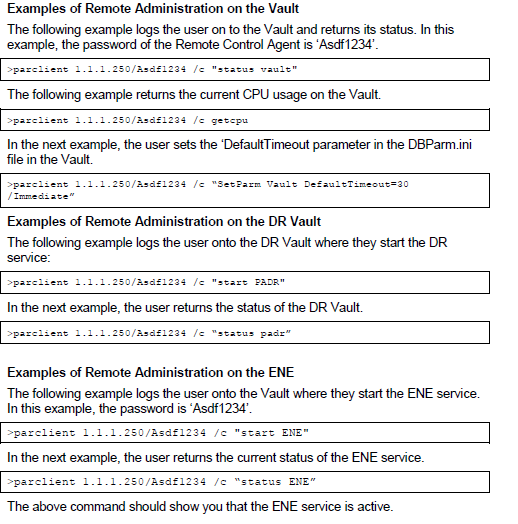 Examples of Remote Administration on the Vault
The following example logs the user on to the Vault and returns its status. In this
example, the password of the Remote Control Agent is ‘Asdf1234’.
>parclient 1.1.1.250/Asdf1234 /c "status vault"
The following example returns the current CPU usage on the Vault.
>parclient 1.1.1.250/Asdf1234 /c getcpu
In the next example, the user sets the ‘DefaultTimeout parameter in the DBParm.ini
file in the Vault.
>parclient 1.1.1.250/Asdf1234 /c “SetParm Vault DefaultTimeout=30
/Immediate”
Examples of Remote Administration on the DR Vault
The following example logs the user onto the DR Vault where they start the DR
service:
>parclient 1.1.1.250/Asdf1234 /c "start PADR"
In the next example, the user returns the status of the DR Vault.
>parclient 1.1.1.250/Asdf1234 /c “status padr”
Examples of Remote Administration on the ENE
The following example logs the user onto the Vault where they start the ENE service.
In this example, the password is ‘Asdf1234’.
>parclient 1.1.1.250/Asdf1234 /c "start ENE"
In the next example, the user returns the current status of the ENE service.
>parclient 1.1.1.250/Asdf1234 /c “status ENE”
The above command should show you that the ENE service is active.